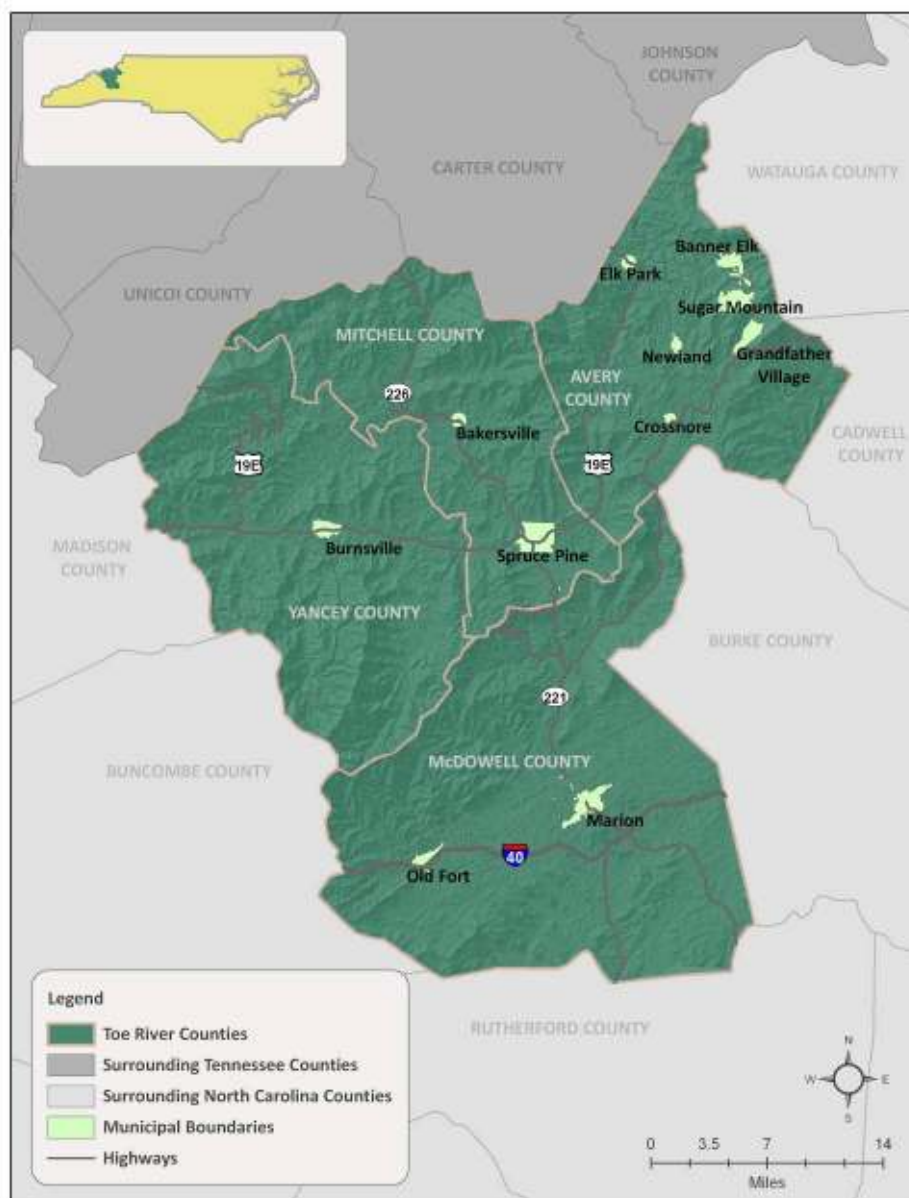 JOHNSON
COUNTY
CARTER COUNTY
WATAUGA COUNTY
Banner Elk
Elk Park
UNICOI COUNTY
Sugar Mountain
MITCHELL COUNTY
Newland
Grandfather
Village
AVERY
COUNTY
226
Bakersville
Crossnore
CADWELL
COUNTY
19E
19E
MADISON
COUNTY
Burnsville
Spruce Pine
YANCEY COUNTY
BURKE COUNTY
221
BUNCOMBE COUNTY
McDOWELL COUNTY
Marion
40
Old Fort
RUTHERFORD COUNTY
Legend
Toe River Counties
Surrounding Tennessee Counties
Surrounding North Carolina Counties
Municipal Boundaries
Highways
N
W E
S
0 3.5 7 14
Miles